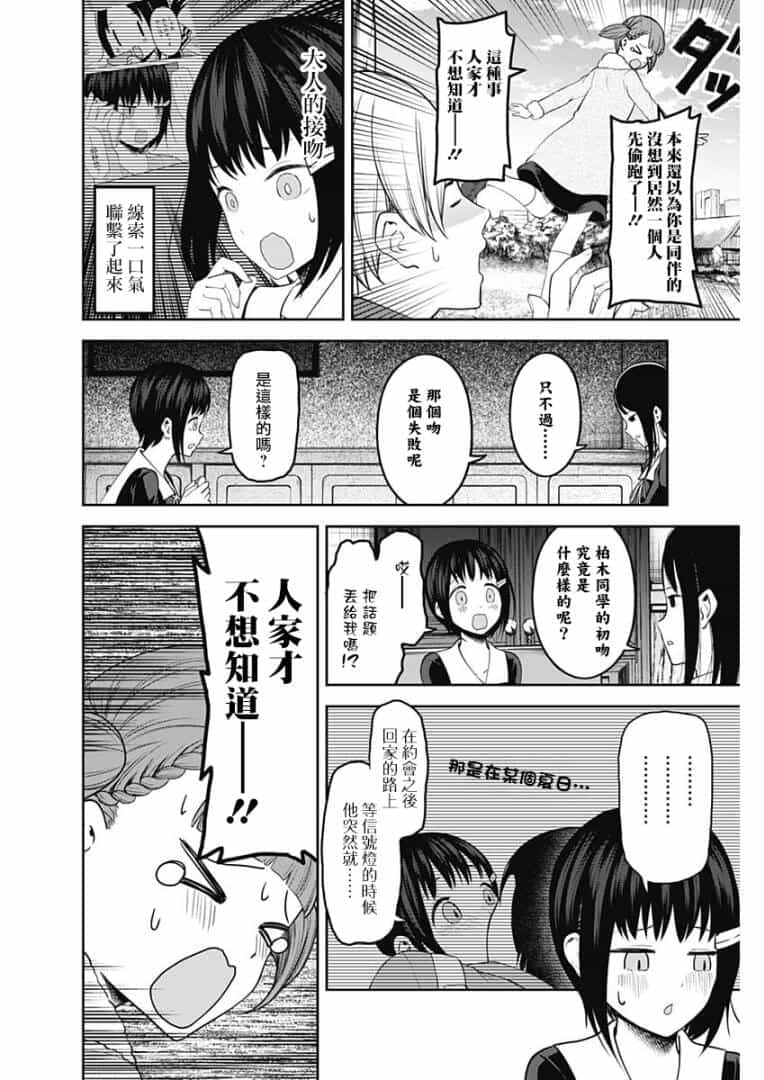 ダッ
本來還以為你是同伴的
沒想到居然一個人
先偷跑了——!!
這種事
人家才
不想知道——!!
大人的接吻
線索一口氣
聯繫了起來
只不過……
那個吻
是個失敗呢
是這樣的嗎？
柏木同學的初吻
究竟是
什麼樣的呢？
哎——
把話題
丟給我嗎!?
…………
…………
那是在某個夏日…
在約會之後
回家的路上
等信號燈的時候
他突然就……
人家才
不想知道——!!